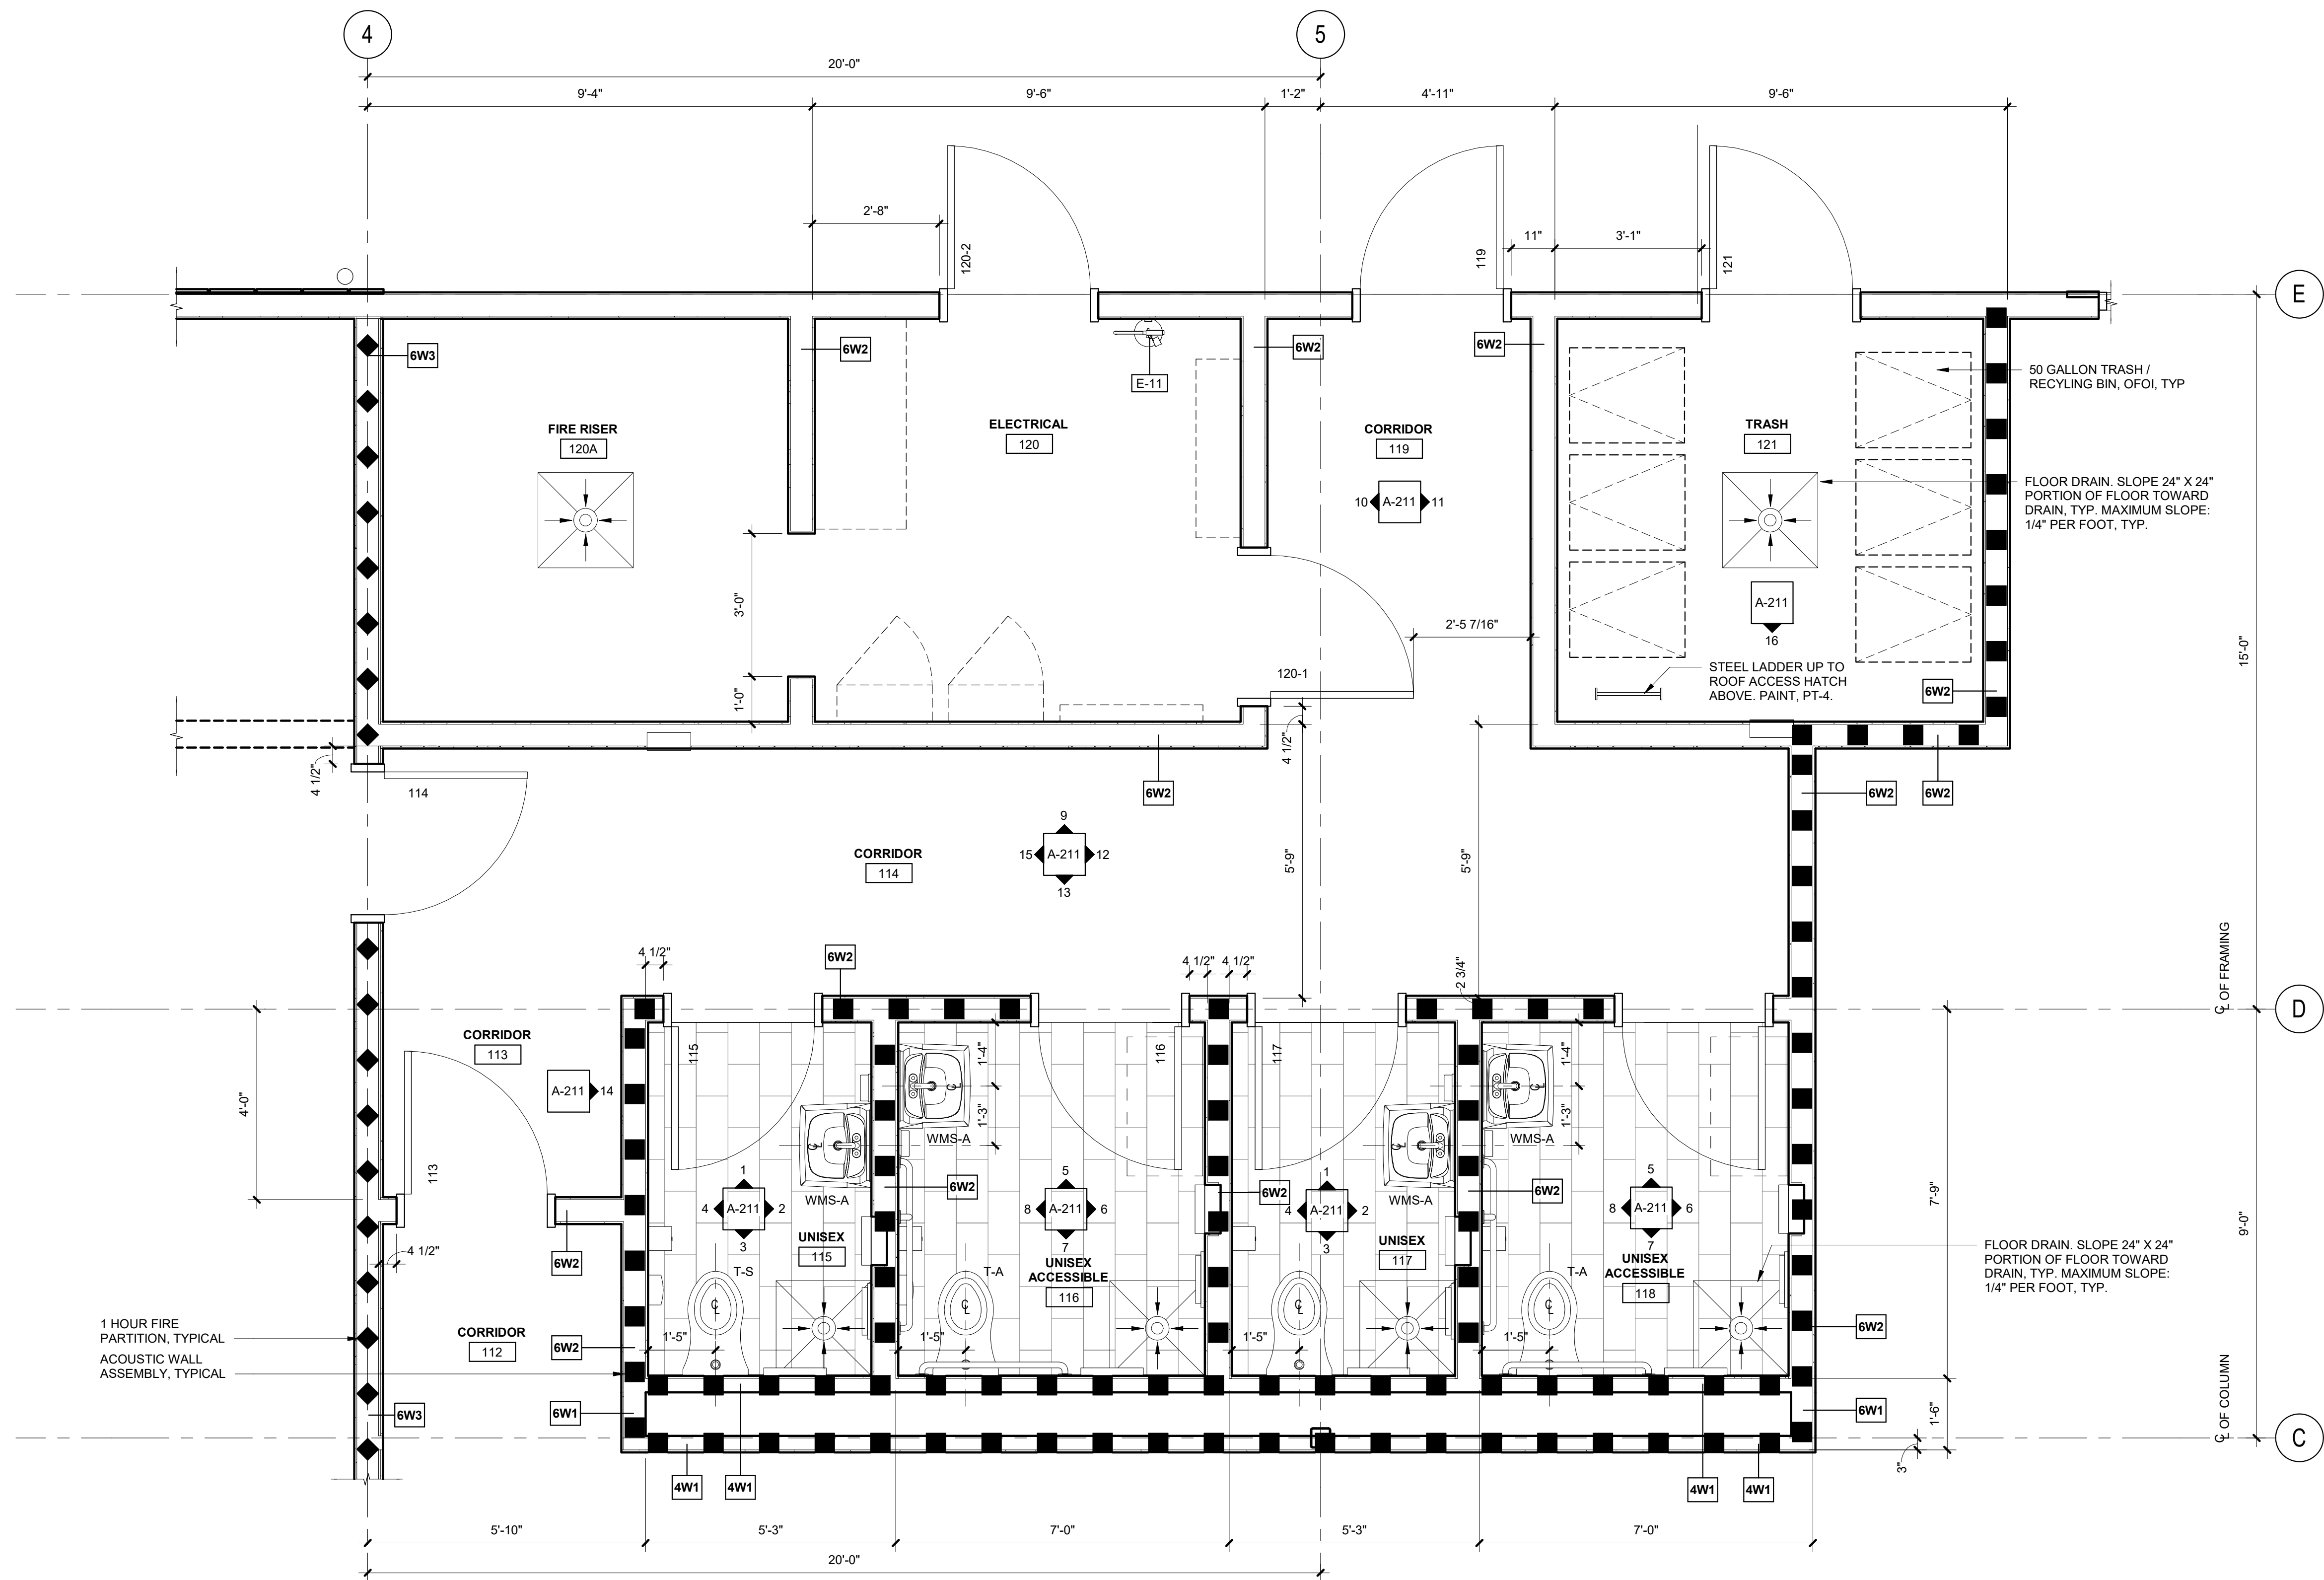 4
5
20'-0"
9'-4"
9'-6"
1'-2"
4'-11"
9'-6"
2'-8"
120-2
119
11"
3'-1"
121
E
6W3
6W2
E-11
6W2
6W2
50 GALLON TRASH /
RECYLING BIN, OFOI, TYP
FIRE RISER
120A
ELECTRICAL
120
CORRIDOR
119
TRASH
121
10
A-211
11
FLOOR DRAIN. SLOPE 24" X 24"
PORTION OF FLOOR TOWARD
DRAIN, TYP. MAXIMUM SLOPE:
1/4" PER FOOT, TYP.
3'-0"
1'-0"
2'-5 7/16"
A-211
16
15'-0"
120-1
STEEL LADDER UP TO
ROOF ACCESS HATCH
ABOVE. PAINT, PT-4.
6W2
4 1/2"
114
4 1/2"
6W2
6W2
6W2
CORRIDOR
114
9
15
A-211
12
13
5'-9"
5'-9"
4 1/2"
6W2
4 1/2"
4 1/2"
2 3/4"
CL OF FRAMING
D
CORRIDOR
113
A-211
14
4'-0"
113
115
1'-4"
116
117
1'-4"
CL
CL
1'-3"
1'-3"
WMS-A
WMS-A
CL
CL
WMS-A
WMS-A
6W2
6W2
6W2
1
4
A-211
2
3
5
8
A-211
6
7
1
4
A-211
2
3
5
8
A-211
6
7
7'-9"
9'-0"
UNISEX
115
UNISEX
ACCESSIBLE
116
UNISEX
117
UNISEX
ACCESSIBLE
118
4 1/2"
6W2
T-S
T-A
T-A
CL
CL
CL
CL
FLOOR DRAIN. SLOPE 24" X 24"
PORTION OF FLOOR TOWARD
DRAIN, TYP. MAXIMUM SLOPE:
1/4" PER FOOT, TYP.
1 HOUR FIRE
PARTITION, TYPICAL
ACOUSTIC WALL
ASSEMBLY, TYPICAL
CORRIDOR
112
6W2
1'-5"
1'-5"
1'-5"
1'-5"
6W2
6W3
6W1
6W1
1'-6"
CL OF COLUMN
C
3"
4W1
4W1
4W1
4W1
5'-10"
5'-3"
7'-0"
5'-3"
7'-0"
20'-0"